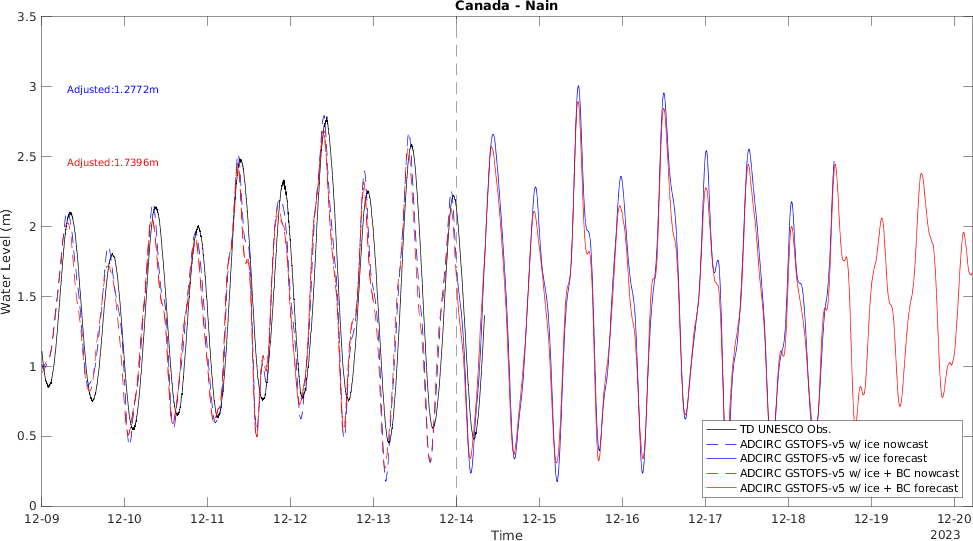 Canada - Nain
3.5
3
2.5
2
1.5
1
0.5
0
Water Level (m)
Adjusted:1.2772m
Adjusted:1.7396m
TD UNESCO Obs.
ADCIRC GSTOFS-v5 w/ ice nowcast
ADCIRC GSTOFS-v5 w/ ice forecast
ADCIRC GSTOFS-v5 w/ ice + BC nowcast
ADCIRC GSTOFS-v5 w/ ice + BC forecast
12-09 12-10 12-11 12-12 12-13 12-14 12-15 12-16 12-17 12-18 12-19 12-20
Time
2023